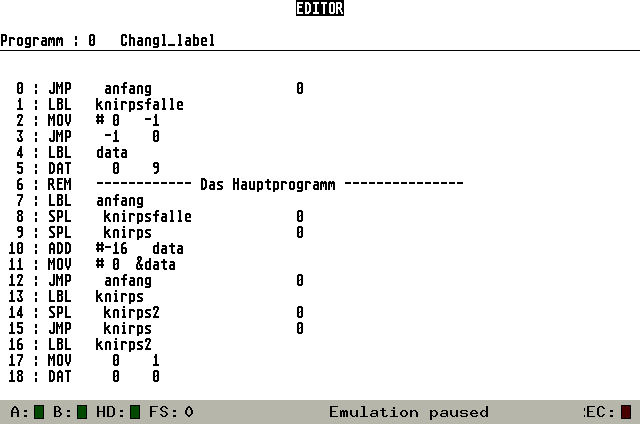 EDITOR
Programm : 0 Changl_label
0 : JMP anfang 0
1 : LBL knirpsfalle
2 : MOV # 0 -1
3 : JMP -1 0
4 : LBL data
5 : DAT 0 9
6 : REM ------------ Das Hauptprogramm ---------------
7 : LBL anfang
8 : SPL knirpsfalle 0
9 : SPL knirps 0
10 : ADD #-16 data
11 : MOV # 0 &data
12 : JMP anfang 0
13 : LBL knirps
14 : SPL knirps2 0
15 : JMP knirps 0
16 : LBL knirps2
17 : MOV 0 1
18 : DAT 0 0
A: B: HD: FS: 0 Emulation paused :EC: